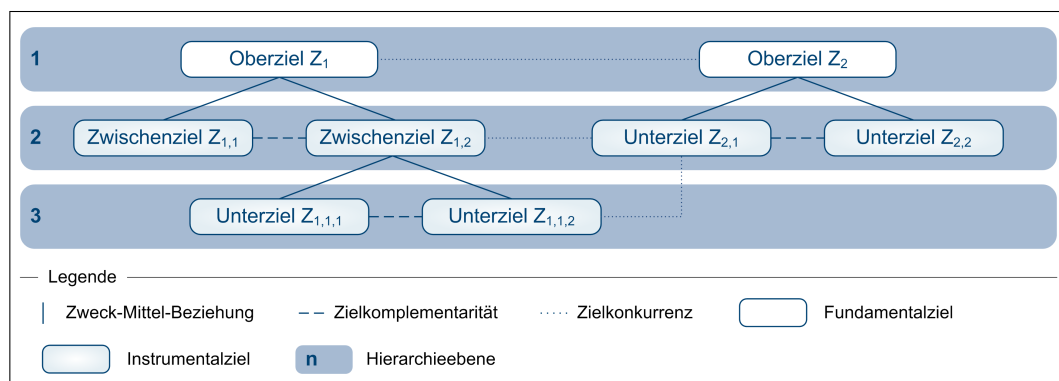 1 Oberziel Z1 Oberziel Z2
2 Zwischenziel Z1,1 Zwischenziel Z1,2 Unterziel Z2,1 Unterziel Z2,2
3 Unterziel Z1,1,1 Unterziel Z1,1,2
Legende
Zweck-Mittel-Beziehung Zielkomplementarität Zielkonkurrenz Fundamentalziel
Instrumentalziel n Hierarchieebene